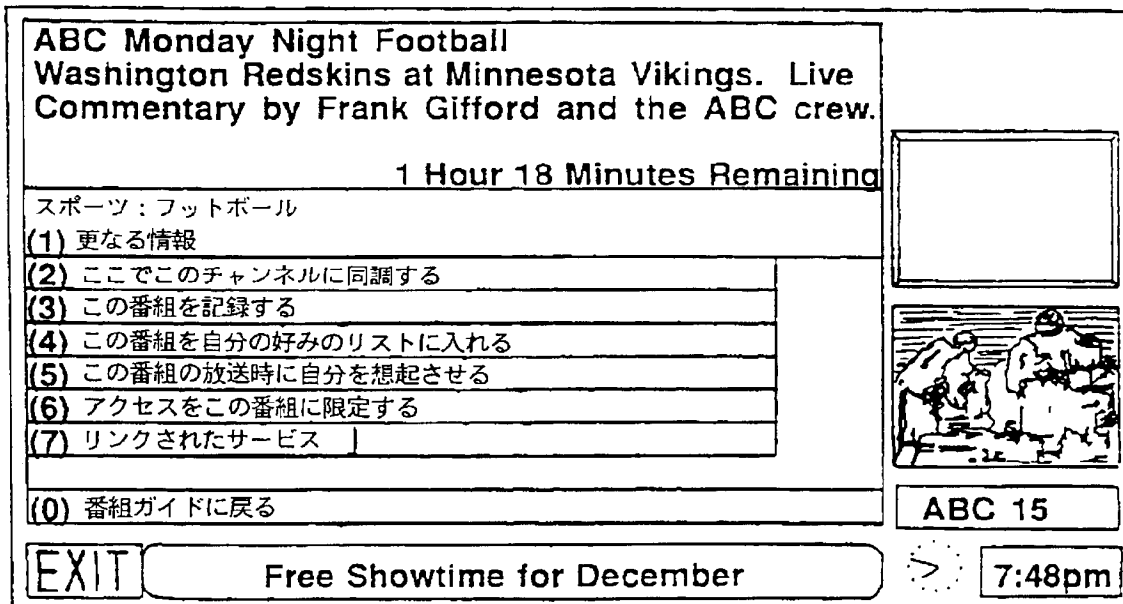 ABC Monday Night Football
Washington Redskins at Minnesota Vikings. Live
Commentary by Frank Gifford and the ABC crew.
1 Hour 18 Minutes Remaining
スポーツ：フットボール
(1) 更なる情報
(2) ここでこのチャンネルに同調する
(3) この番組を記録する
(4) この番組を自分の好みのリストに入れる
(5) この番組の放送時に自分を想起させる
(6) アクセスをこの番組に限定する
(7) リンクされたサービス
(0) 番組ガイドに戻る
ABC 15
EXIT
Free Showtime for December
7:48pm